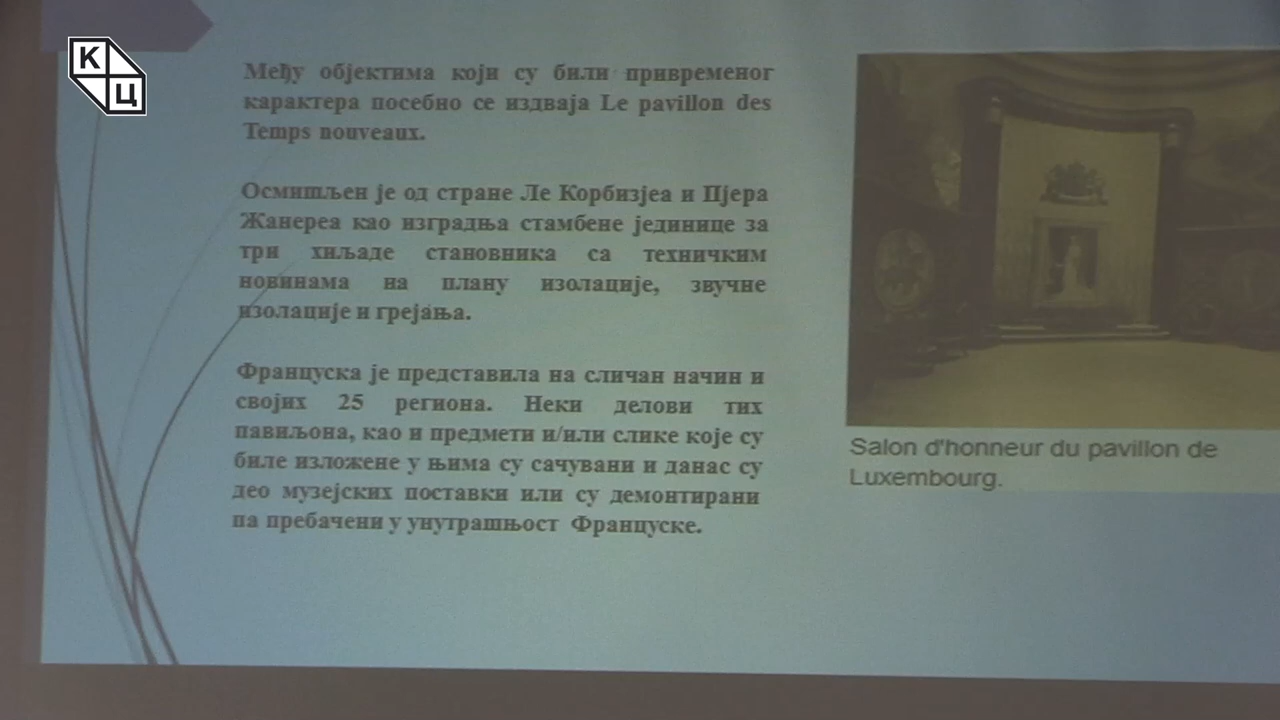 К
Ц
Међу објектима који су били привременог
карактера посебно се издваја Le pavillon des
Temps nouveaux.
Осмишљен је од стране Ле Корбизјеа и Пјера
Жанереа као изградња стамбене јединице за
три хиљаде становника са техничким
новинама на плану изолације, звучне
изолације и грејања.
Француска је представила на сличан начин и
својих 25 региона. Неки делови тих
павиљона, као и предмети и/или слике које су
биле изложене у њима су сачувани и данас су
део музејских поставки или су демонтирани
па пребачени у унутрашњост Француске.
Salon d'honneur du pavillon de
Luxembourg.